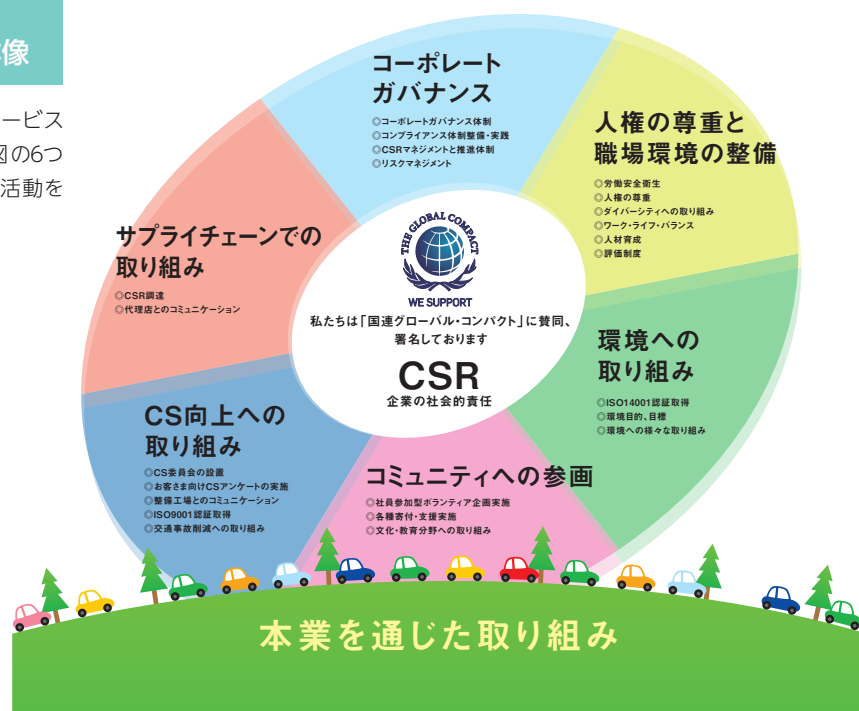 像
ービス
図の6つ
活動を
コーポレート
ガバナンス
◎コーポレートガバナンス体制
◎コンプライアンス体制整備・実践
◎CSRマネジメントと推進体制
◎リスクマネジメント
人権の尊重と
職場環境の整備
◎労働安全衛生
◎人権の尊重
◎ダイバーシティへの取り組み
◎ワーク・ライフ・バランス
◎人材育成
◎評価制度
サプライチェーンでの
取り組み
◎CSR調達
◎代理店とのコミュニケーション
THE GLOBAL COMPACT
WE SUPPORT
私たちは「国連グローバル・コンパクト」に賛同、
署名しております
CSR
企業の社会的責任
環境への
取り組み
◎ISO14001認証取得
◎環境目的、目標
◎環境への様々な取り組み
CS向上への
取り組み
◎CS委員会の設置
◎お客さま向けCSアンケートの実施
◎整備工場とのコミュニケーション
◎ISO9001認証取得
◎交通事故削減への取り組み
コミュニティへの参画
◎社員参加型ボランティア企画実施
◎各種寄付・支援実施
◎文化・教育分野への取り組み
本業を通じた取り組み